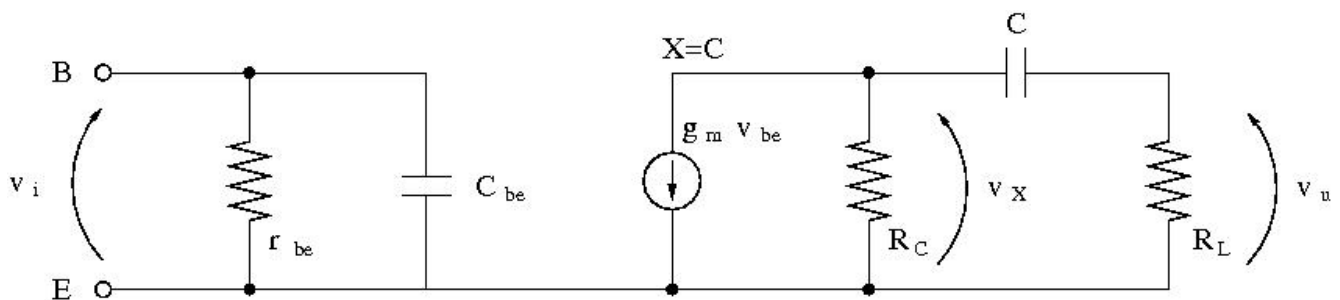 C
X=C
B
g m v be
v i
C be
v X
v u
r be
R C
R L
E